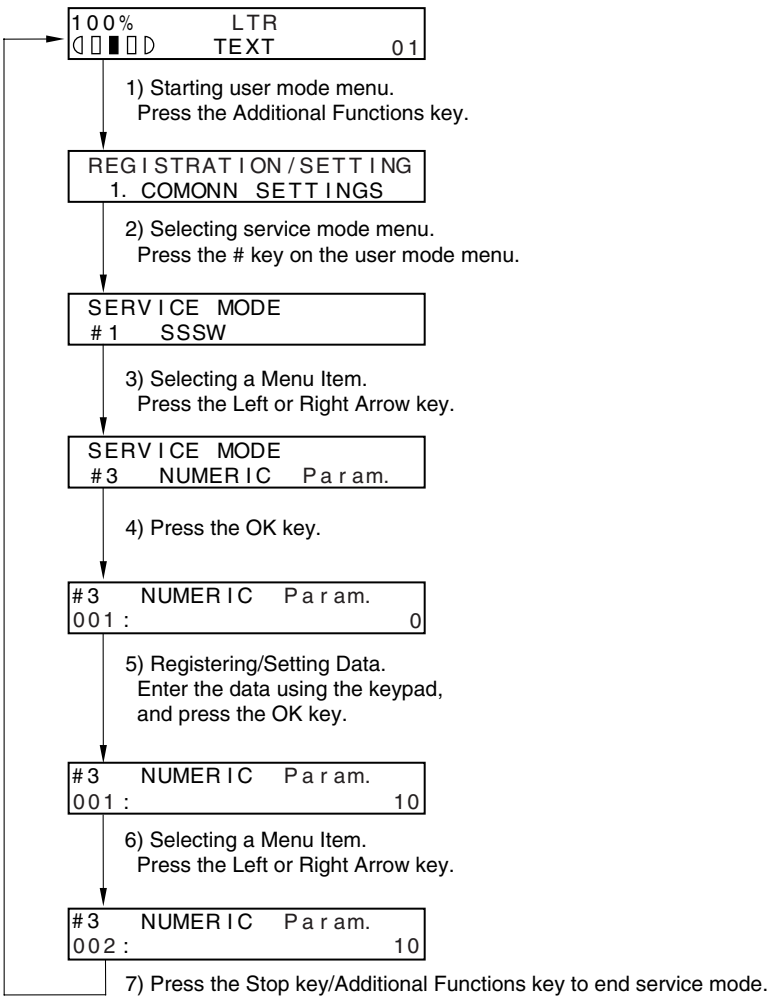 100% LTR
TEXT 01
1) Starting user mode menu.
Press the Additional Functions key.
REGISTRATION/SETTING
1. COMONN SETTINGS
2) Selecting service mode menu.
Press the # key on the user mode menu.
SERVICE MODE
#1 SSSW
3) Selecting a Menu Item.
Press the Left or Right Arrow key.
SERVICE MODE
#3 NUMERIC Param.
4) Press the OK key.
#3 NUMERIC Param.
001: 0
5) Registering/Setting Data.
Enter the data using the keypad,
and press the OK key.
#3 NUMERIC Param.
001: 10
6) Selecting a Menu Item.
Press the Left or Right Arrow key.
#3 NUMERIC Param.
002: 10
7) Press the Stop key/Additional Functions key to end service mode.